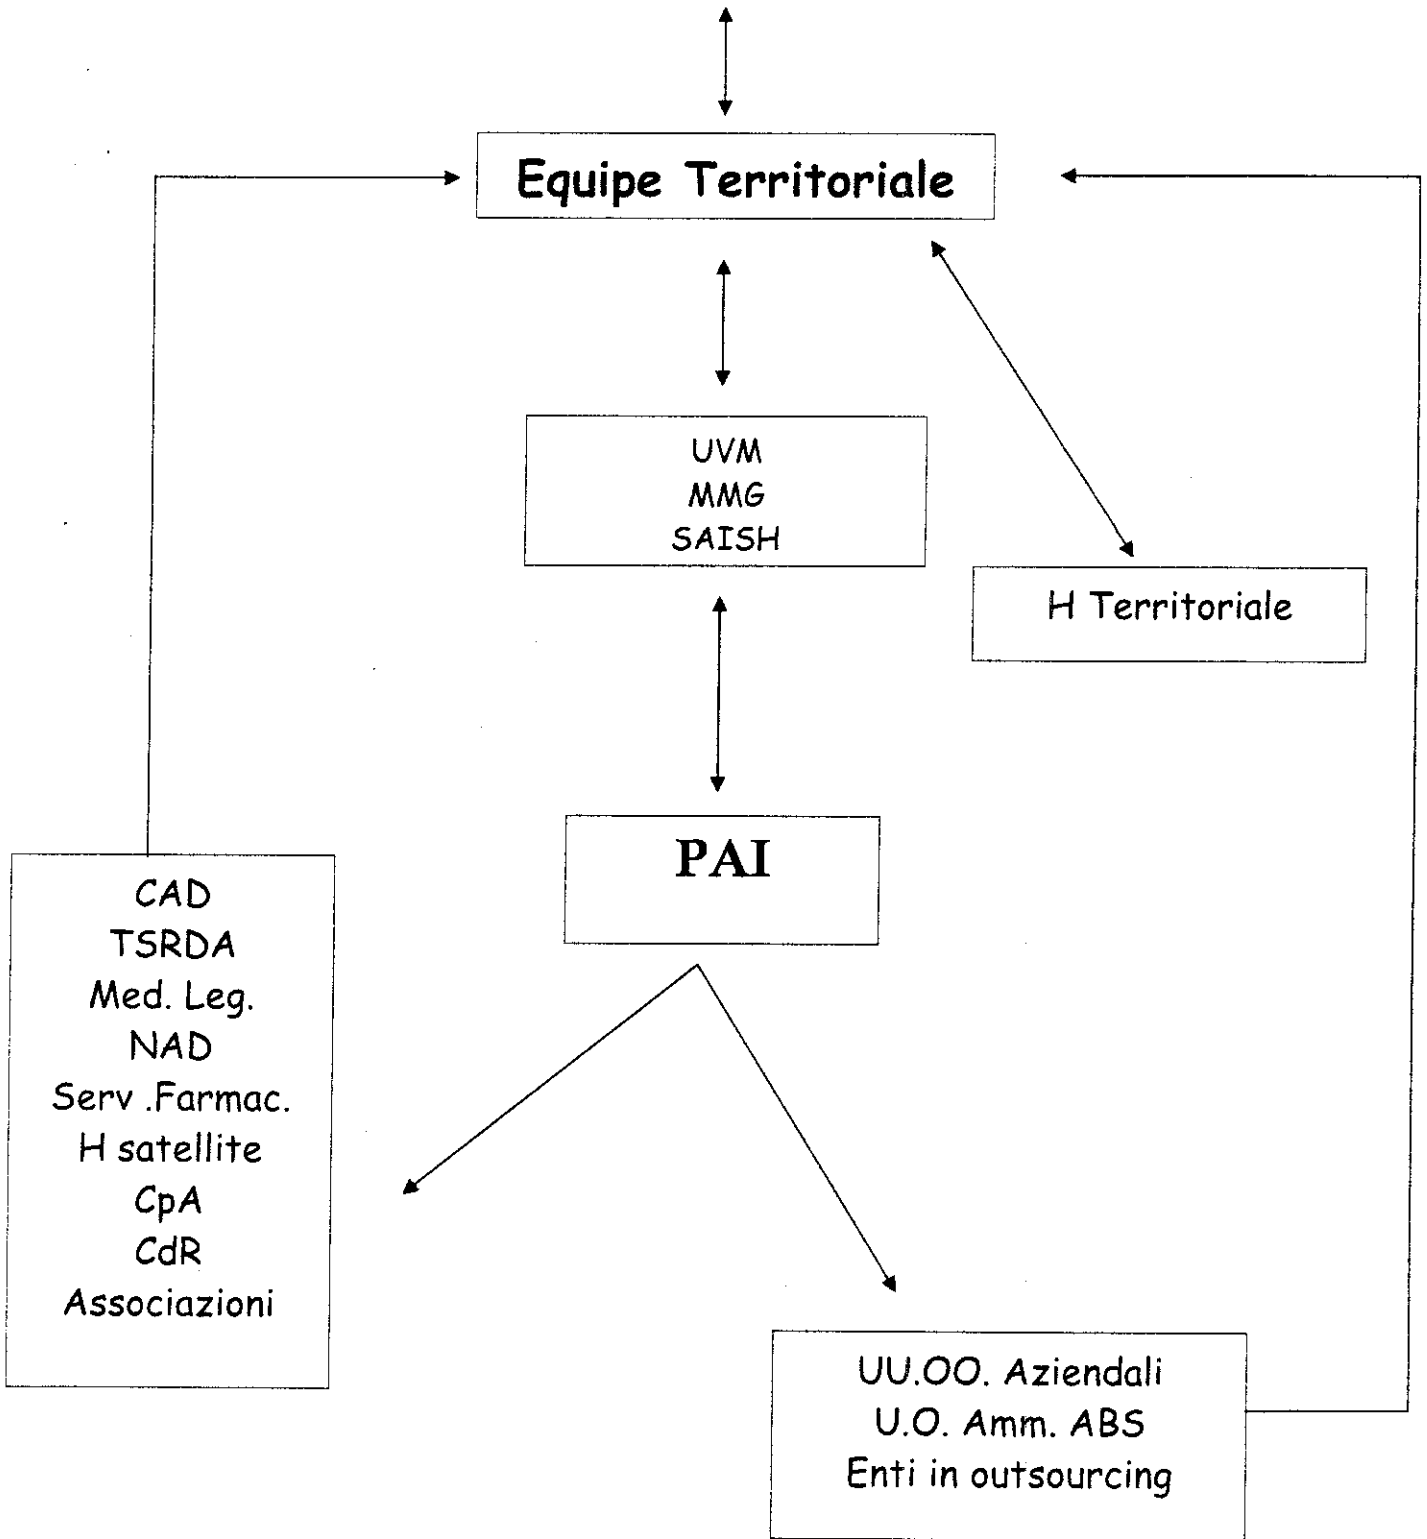 Equipe Territoriale
UVM
MMG
SAISH
H Territoriale
PAI
CAD
TSRDA
Med. Leg.
NAD
Serv .Farmac.
H satellite
CpA
CdR
Associazioni
UU.OO. Aziendali
U.O. Amm. ABS
Enti in outsourcing